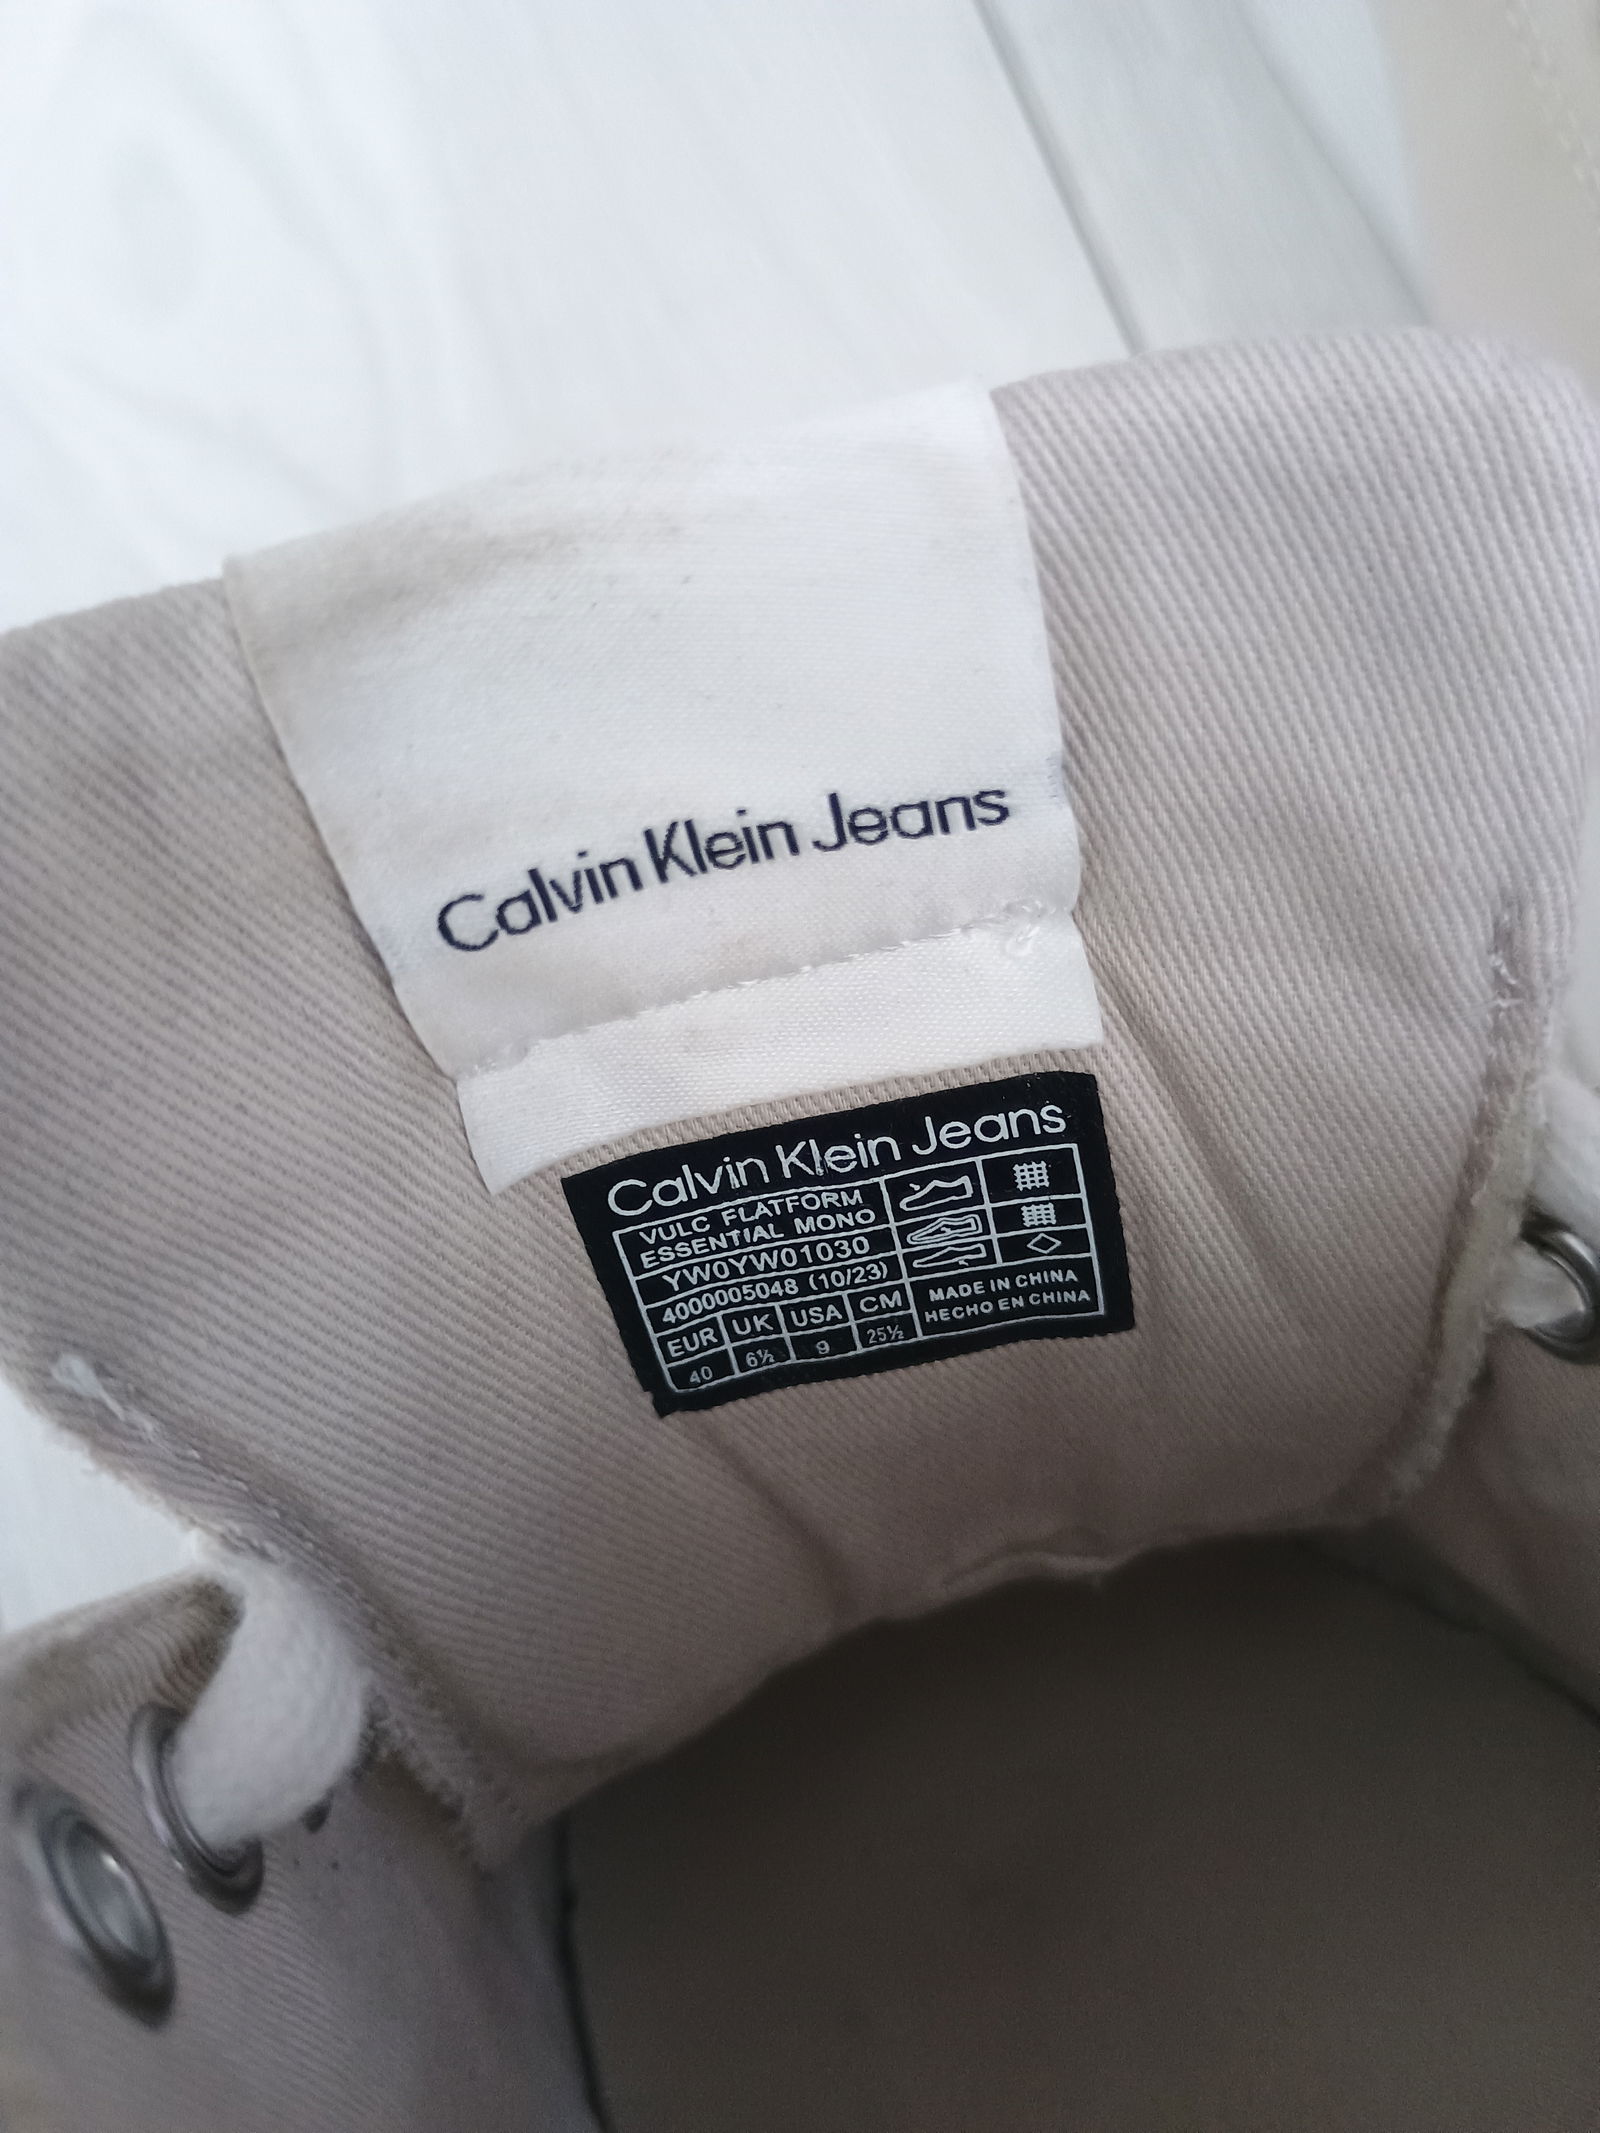 Calvin Klein Jeans
Calvin Klein Jeans
VULC FLATFORM
ESSENTIAL MONO
YW0YW01030
4000005048 (10/23)
EUR UK USA CM
40 6½ 9 25½
MADE IN CHINA
HECHO EN CHINA